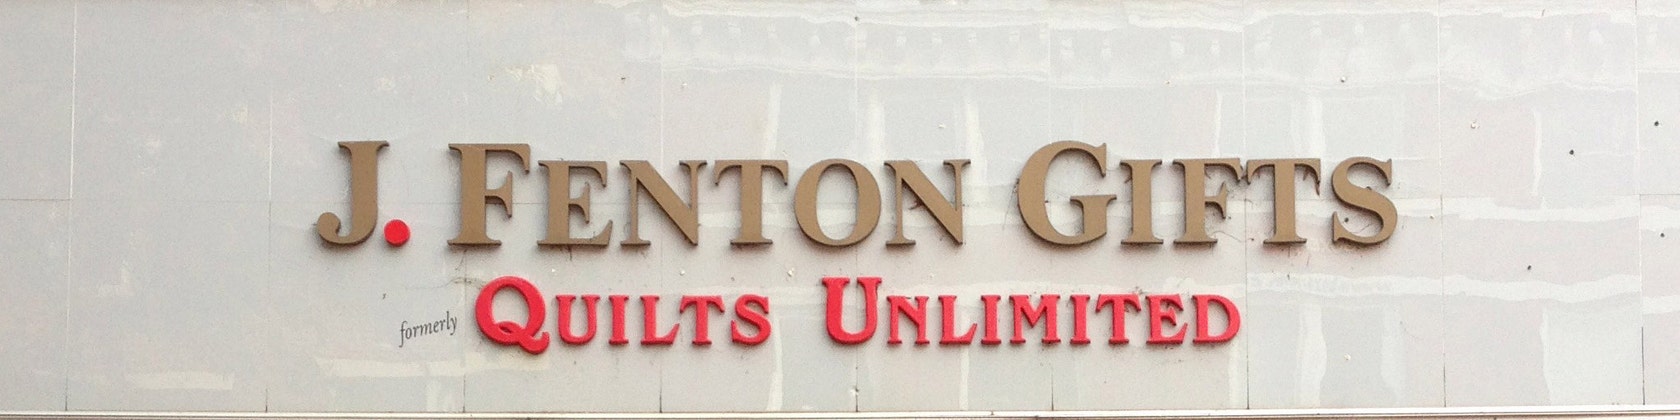 J. FENTON GIFTS
formerly QUILTS UNLIMITED